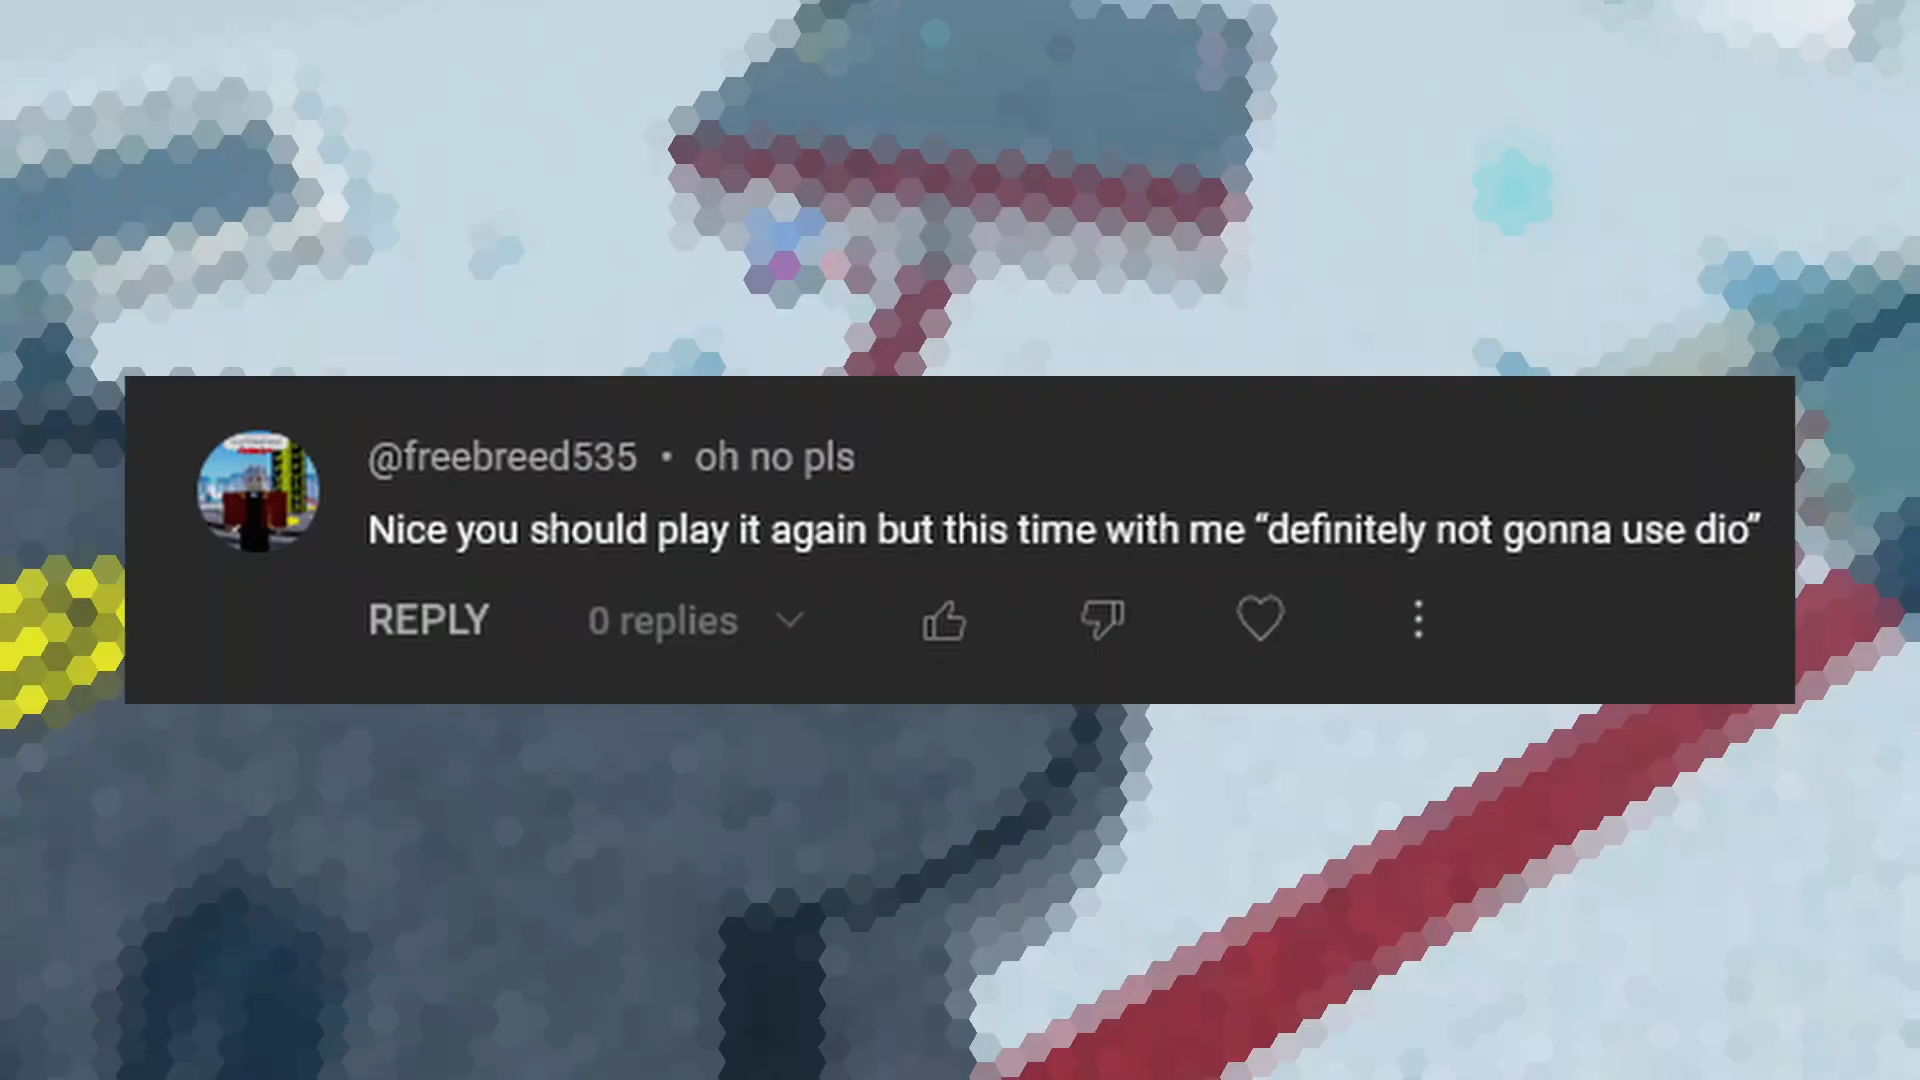 @freebreed535 • oh no pls
Nice you should play it again but this time with me “definitely not gonna use dio”
REPLY 0 replies